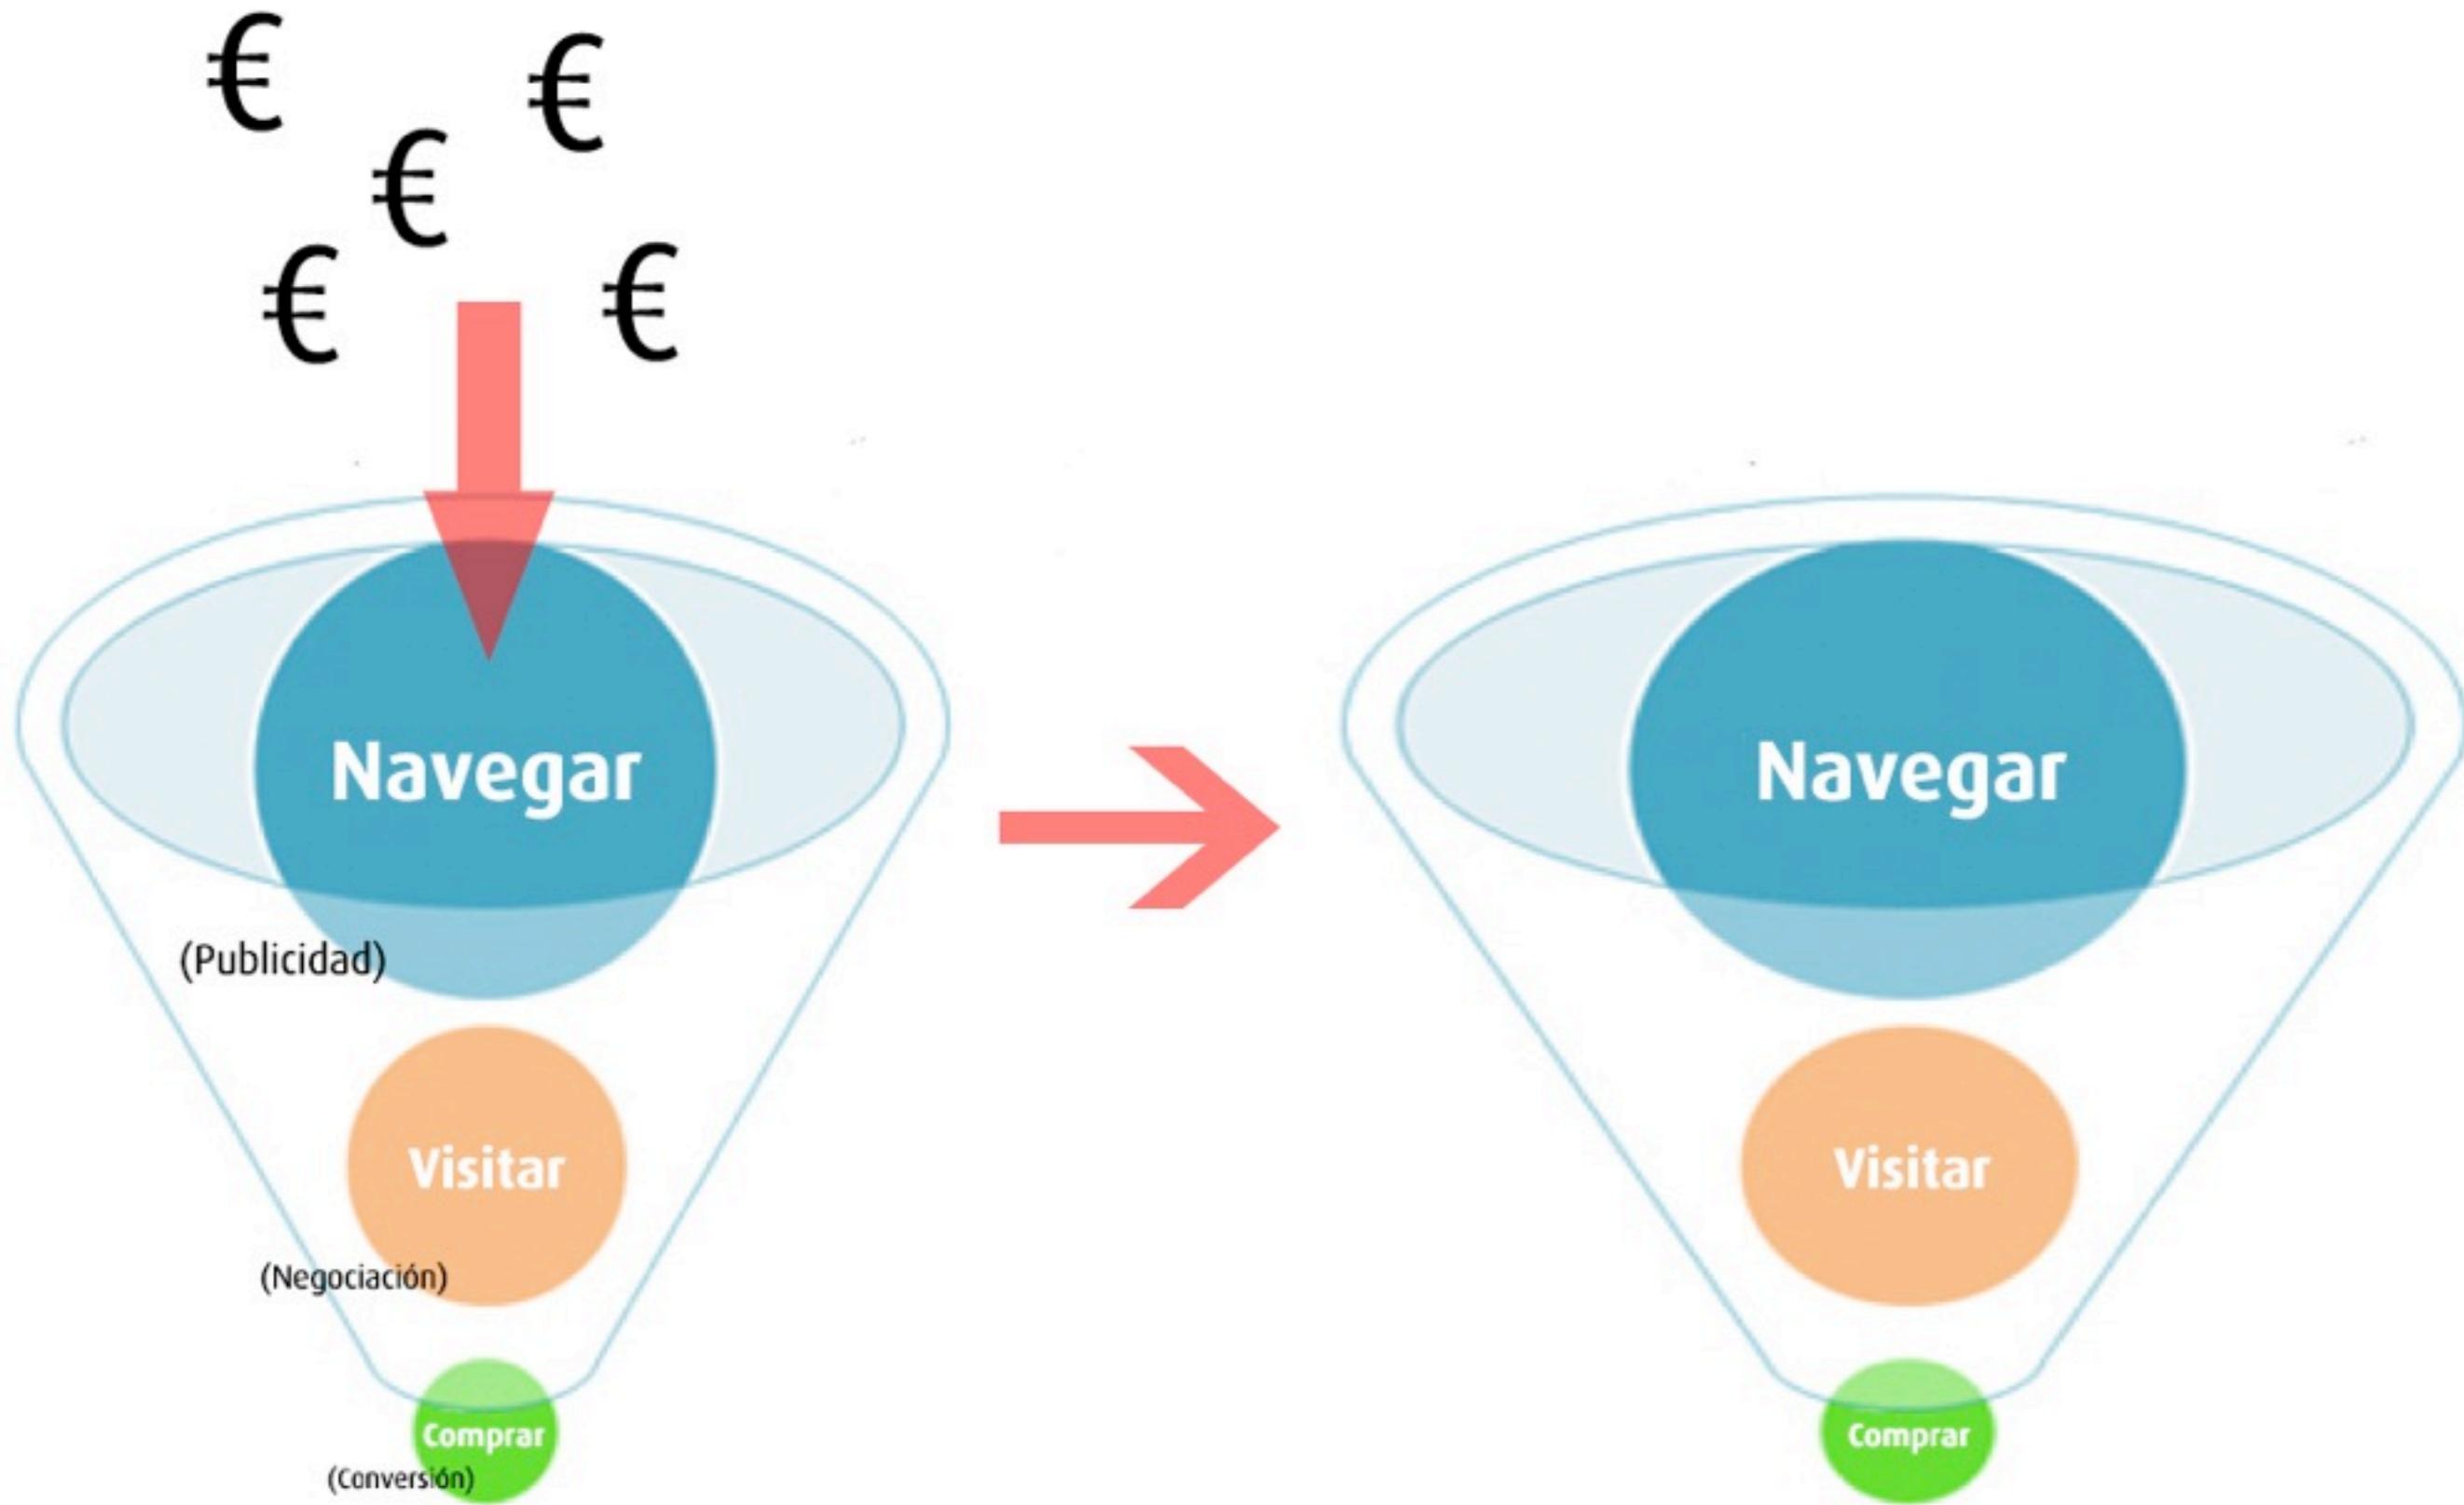 €
€
€
€
€
Navegar
(Publicidad)
Visitar
(Negociación)
Comprar
(Conversión)
Navegar
Visitar
Comprar